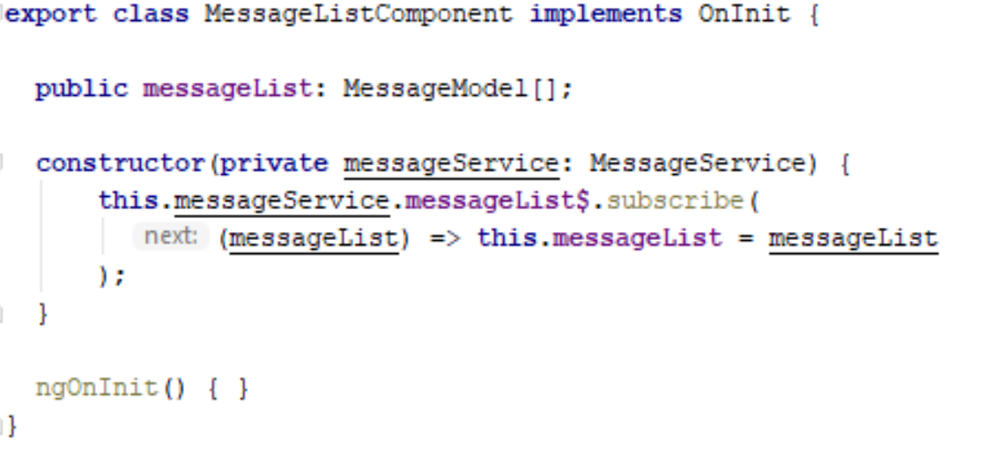 export class MessageListComponent implements OnInit {
public messageList: MessageModel[];
constructor(private messageService: MessageService) {
this.messageService.messageList$.subscribe(
next: (messageList) => this.messageList = messageList
);
}
ngOnInit() { }
}